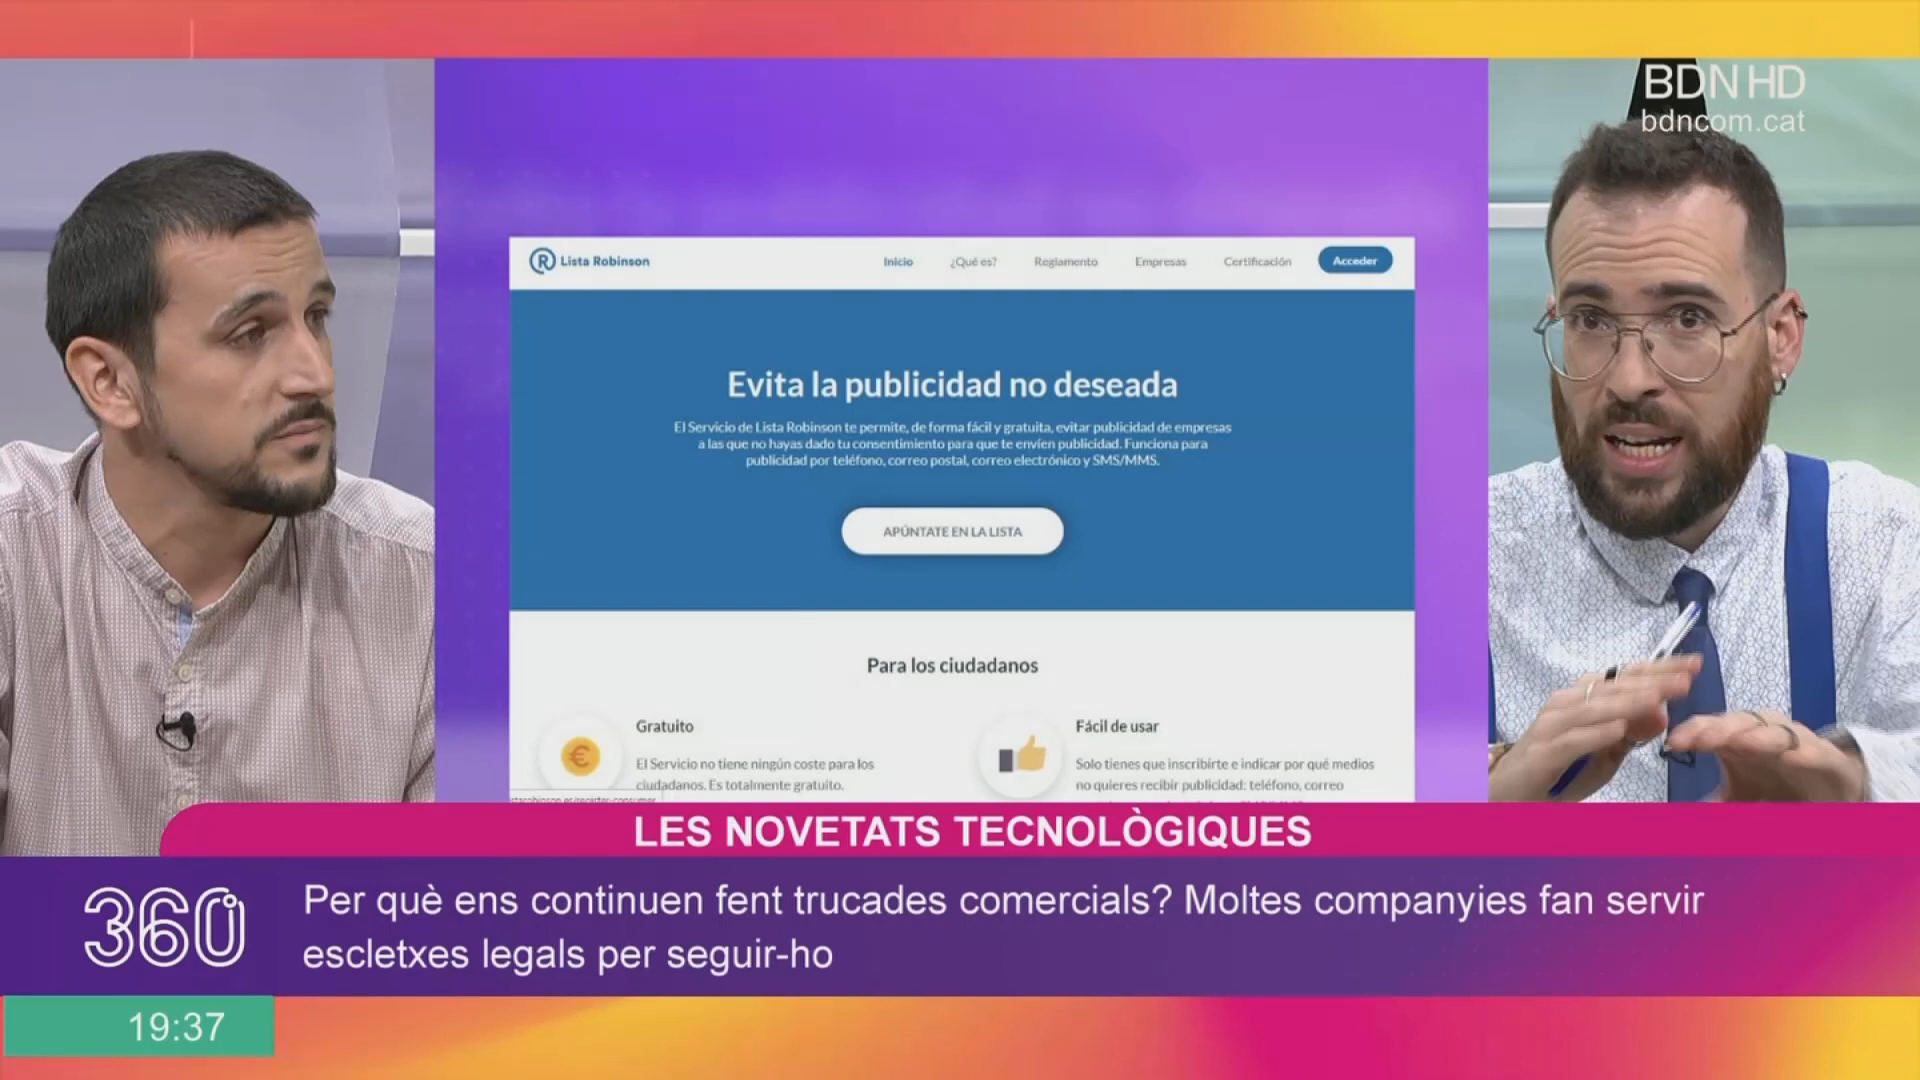 BDN HD
bdncom.cat
Lista Robinson
Inicio
¿Qué es?
Reglamento
Empresas
Certificación
Acceder
Evita la publicidad no deseada
El Servicio de Lista Robinson te permite, de forma fácil y gratuita, evitar publicidad de empresas
a las que no hayas dado tu consentimiento para que te envíen publicidad. Funciona para
publicidad por teléfono, correo postal, correo electrónico y SMS/MMS.
APÚNTATE EN LA LISTA
Para los ciudadanos
Gratuito
El Servicio no tiene ningún coste para los
ciudadanos. Es totalmente gratuito.
Fácil de usar
Solo tienes que inscribirte e indicar por qué medios
no quieres recibir publicidad: teléfono, correo
LES NOVETATS TECNOLÒGIQUES
360º
Per què ens continuen fent trucades comercials? Moltes companyies fan servir
escletxes legals per seguir-ho
19:37